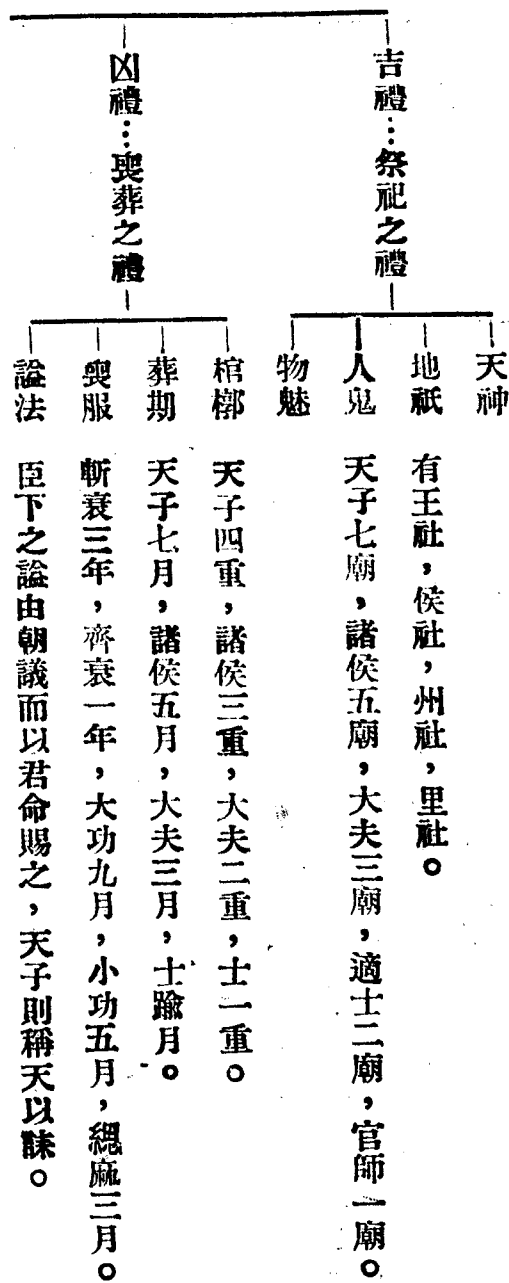 吉禮…祭祀之禮
天神
地祇　有王社，侯社，州社，里社。
人鬼　天子七廟，諸侯五廟，大夫三廟，適士二廟，官師一廟。
物魅
凶禮…喪葬之禮
棺槨　天子四重，諸侯三重，大夫二重，士一重。
葬期　天子七月，諸侯五月，大夫三月，士踰月。
喪服　斬衰三年，齊衰一年，大功九月，小功五月，緦麻三月。
諡法　臣下之諡由朝議而以君命賜之，天子則稱天以誄。